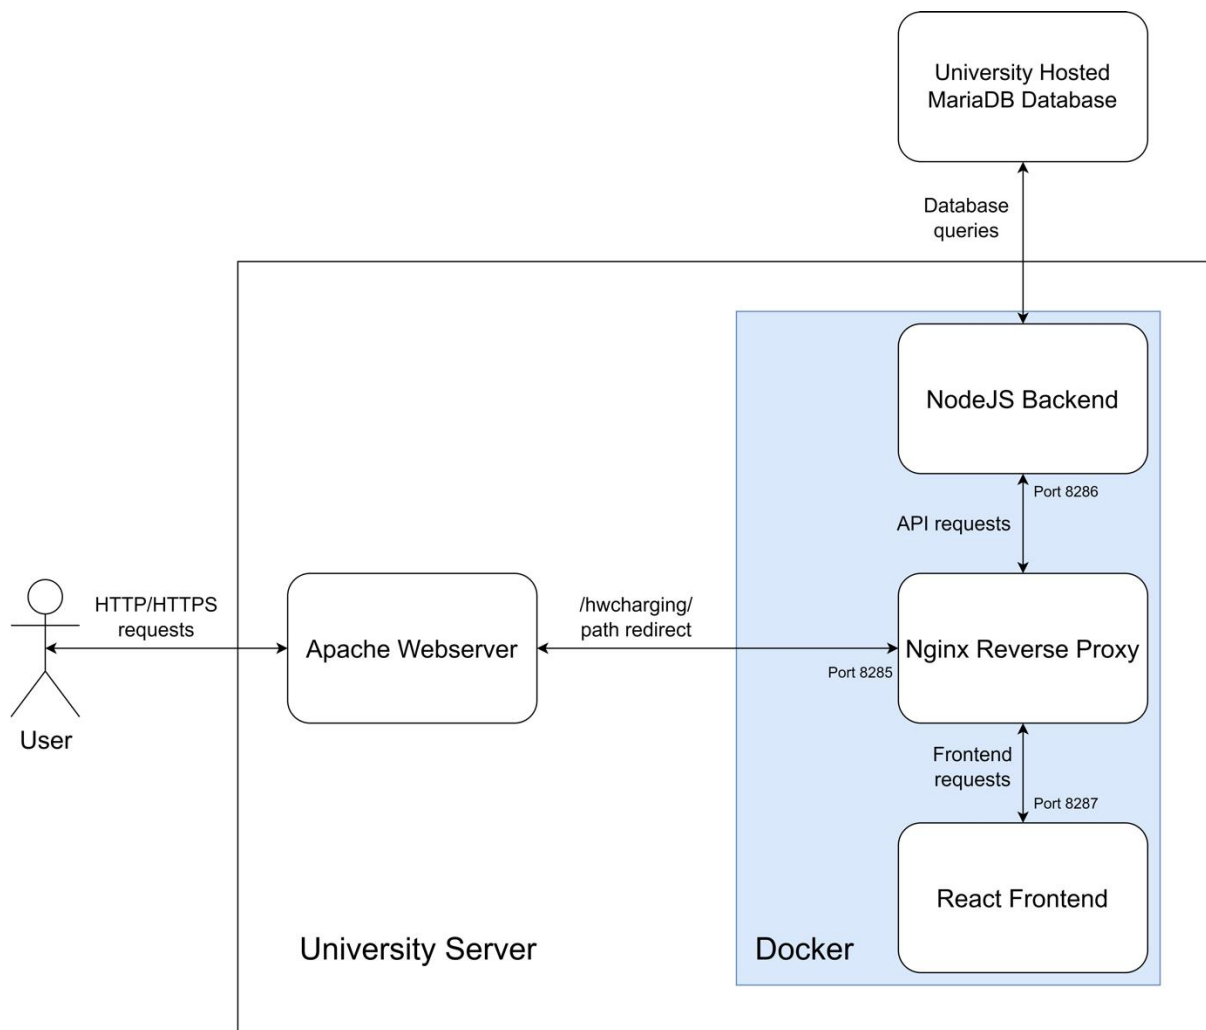 University Hosted
MariaDB Database
Database
queries
NodeJS Backend
Port 8286
API requests
HTTP/HTTPS
requests
/hwcharging/
path redirect
Apache Webserver
Nginx Reverse Proxy
Port 8285
User
Frontend
requests
Port 8287
React Frontend
University Server
Docker